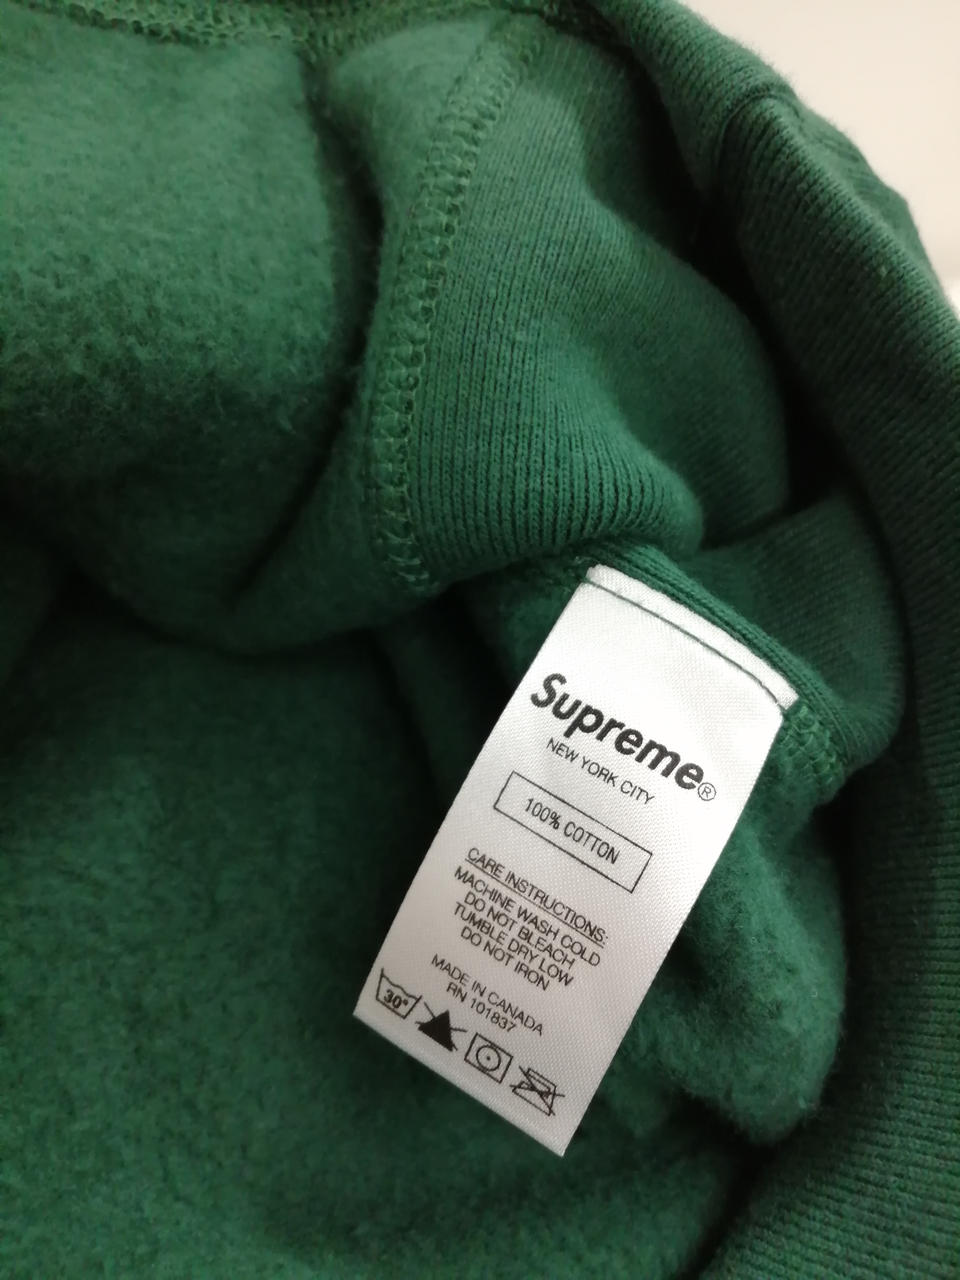 Supreme®
NEW YORK CITY
100% COTTON
CARE INSTRUCTIONS:
MACHINE WASH COLD
DO NOT BLEACH
TUMBLE DRY LOW
DO NOT IRON
MADE IN CANADA
RN 101837
30°